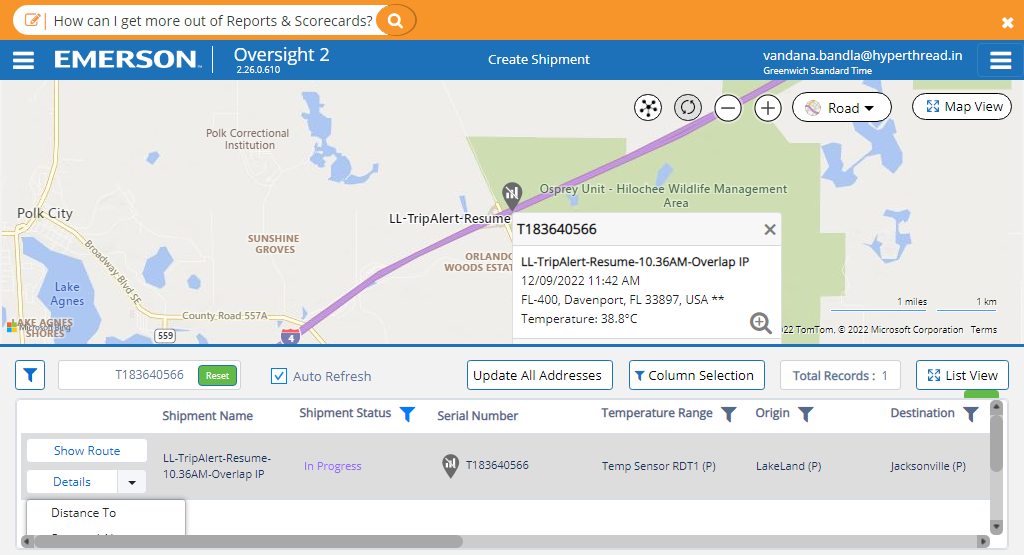 How can I get more out of Reports & Scorecards?
EMERSON
Oversight 2
2.26.0.610
Create Shipment
vandana.bandla@hyperthread.in
Greenwich Standard Time
Road
Map View
Polk Correctional
Institution
Osprey Unit - Hilochee Wildlife Management
Area
Polk City
LL-TripAlert-Resume
SUNSHINE
GROVES
ORLANDO
WOODS ESTAT
Broadway Blvd SE
Lake
Agnes
LAKE AGNES
SHORES
Microsoft Bing
County Road 557A
559
4
T183640566
LL-TripAlert-Resume-10.36AM-Overlap IP
12/09/2022 11:42 AM
FL-400, Davenport, FL 33897, USA **
Temperature: 38.8°C
1 miles
1 km
22 TomTom, © 2022 Microsoft Corporation Terms
T183640566
Reset
Auto Refresh
Update All Addresses
Column Selection
Total Records : 1
List View
Shipment Name
Shipment Status
Serial Number
Temperature Range
Origin
Destination
Show Route
Details
LL-TripAlert-Resume-
10.36AM-Overlap IP
In Progress
T183640566
Temp Sensor RDT1 (P)
LakeLand (P)
Jacksonville (P)
Distance To